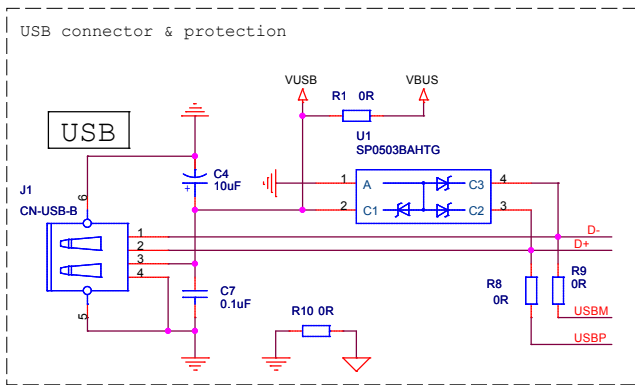 USB connector & protection
VUSB
VBUS
R1 0R
U1
SP0503BAHTG
USB
C4
10uF
+
1
A
C3
4
2
C1
C2
3
J1
CN-USB-B
6
1
2
3
4
5
D-
D+
R8
0R
R9
0R
C7
0.1uF
R10 0R
USBM
USBP